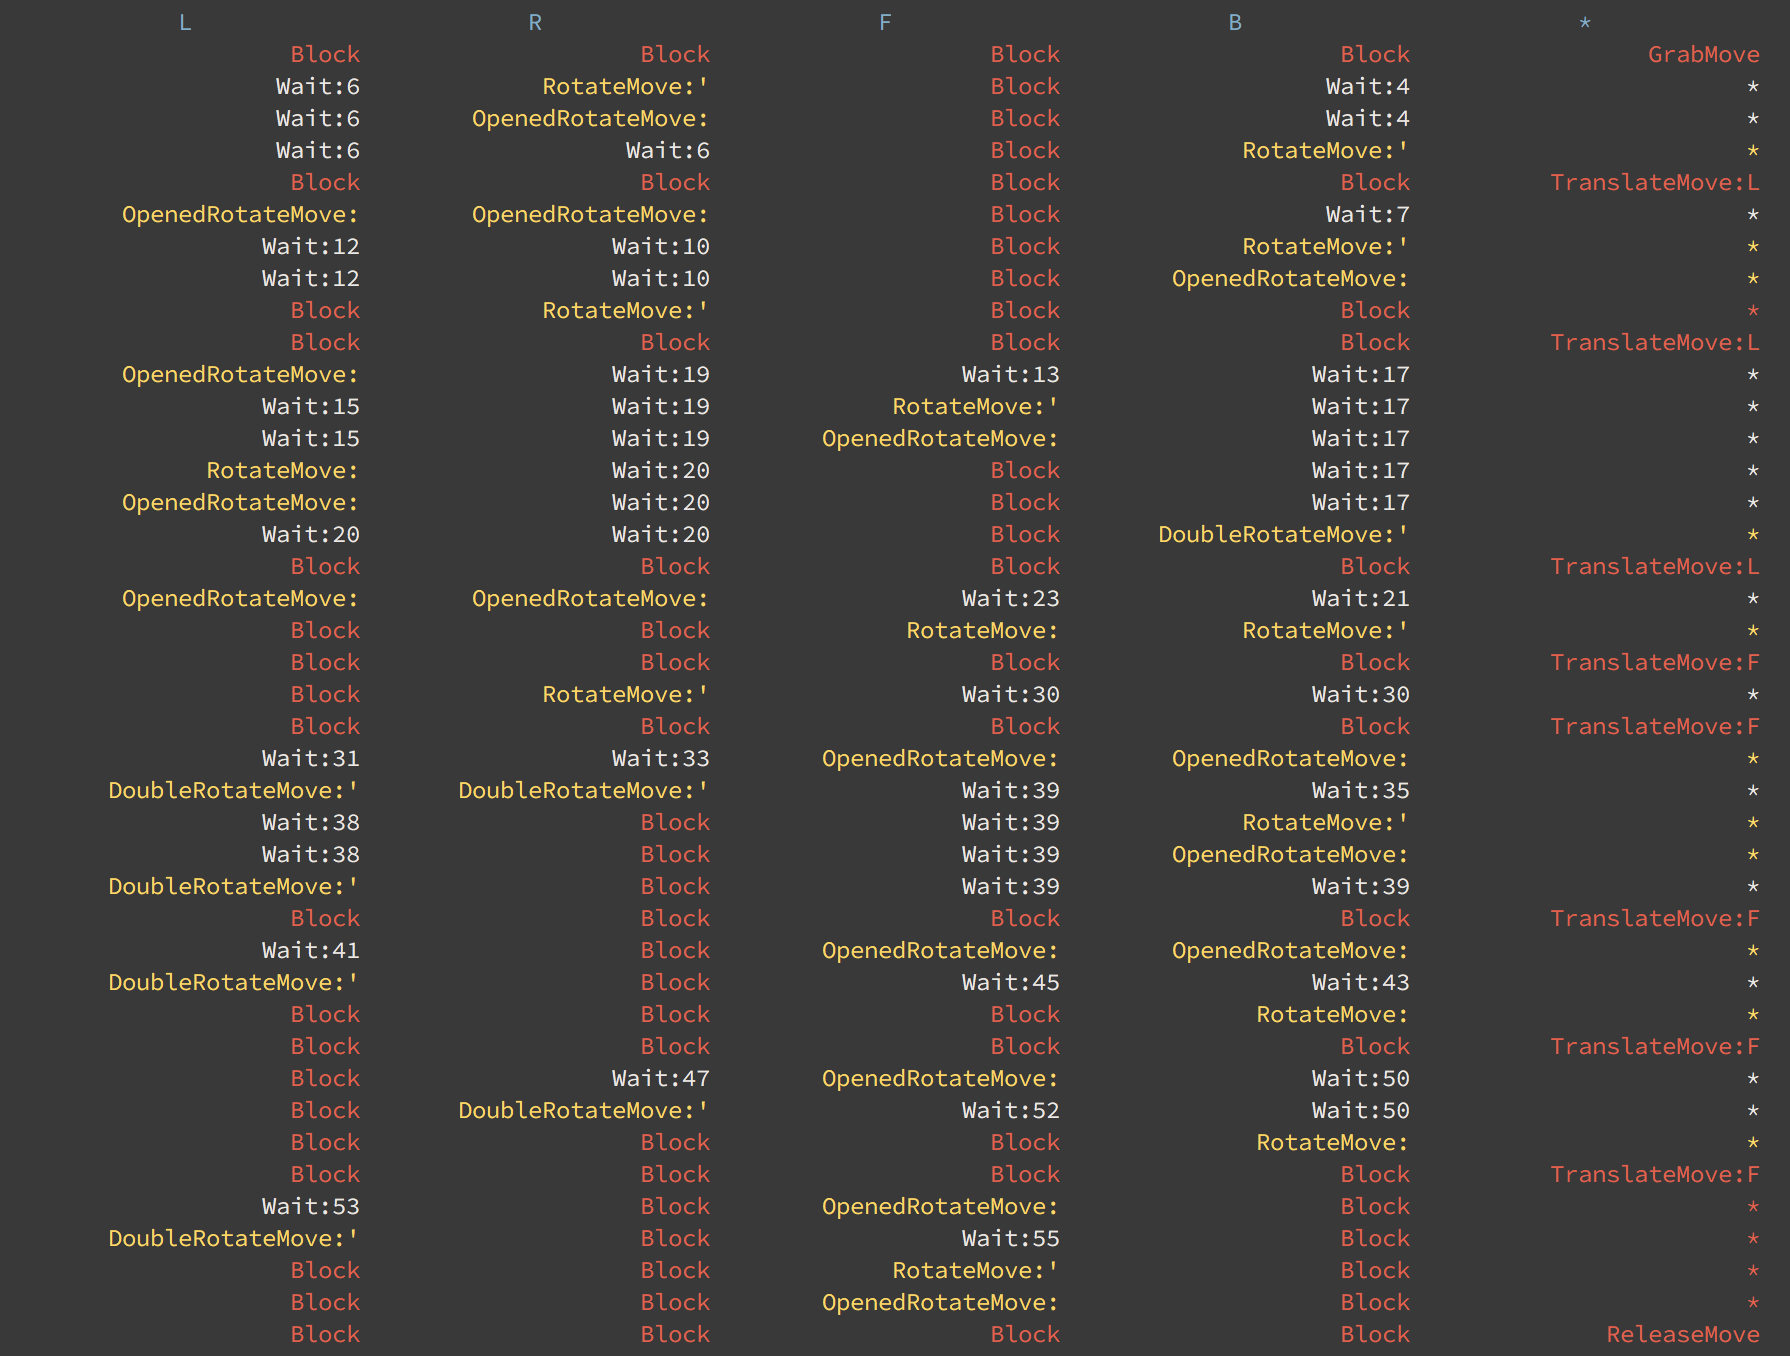 L R F B *
Block Block Block Block GrabMove
Wait:6 RotateMove:' Block Wait:4 *
Wait:6 OpenedRotateMove: Block Wait:4 *
Wait:6 Wait:6 Block RotateMove:' *
Block Block Block Block TranslateMove:L
OpenedRotateMove: OpenedRotateMove: Block Wait:7 *
Wait:12 Wait:10 Block RotateMove:' *
Wait:12 Wait:10 Block OpenedRotateMove: *
Block RotateMove:' Block Block *
Block Block Block Block TranslateMove:L
OpenedRotateMove: Wait:19 Wait:13 Wait:17 *
Wait:15 Wait:19 RotateMove:' Wait:17 *
Wait:15 Wait:19 OpenedRotateMove: Wait:17 *
RotateMove: Wait:20 Block Wait:17 *
OpenedRotateMove: Wait:20 Block Wait:17 *
Wait:20 Wait:20 Block DoubleRotateMove:' *
Block Block Block Block TranslateMove:L
OpenedRotateMove: OpenedRotateMove: Wait:23 Wait:21 *
Block Block RotateMove: RotateMove:' *
Block Block Block Block TranslateMove:F
Block RotateMove:' Wait:30 Wait:30 *
Block Block Block Block TranslateMove:F
Wait:31 Wait:33 OpenedRotateMove: OpenedRotateMove: *
DoubleRotateMove:' DoubleRotateMove:' Wait:39 Wait:35 *
Wait:38 Block Wait:39 RotateMove:' *
Wait:38 Block Wait:39 OpenedRotateMove: *
DoubleRotateMove:' Block Wait:39 Wait:39 *
Block Block Block Block TranslateMove:F
Wait:41 Block OpenedRotateMove: OpenedRotateMove: *
DoubleRotateMove:' Block Wait:45 Wait:43 *
Block Block Block RotateMove: *
Block Block Block Block TranslateMove:F
Block Wait:47 OpenedRotateMove: Wait:50 *
Block DoubleRotateMove:' Wait:52 Wait:50 *
Block Block Block RotateMove: *
Block Block Block Block TranslateMove:F
Wait:53 Block OpenedRotateMove: Block *
DoubleRotateMove:' Block Wait:55 Block *
Block Block RotateMove:' Block *
Block Block OpenedRotateMove: Block *
Block Block Block Block ReleaseMove